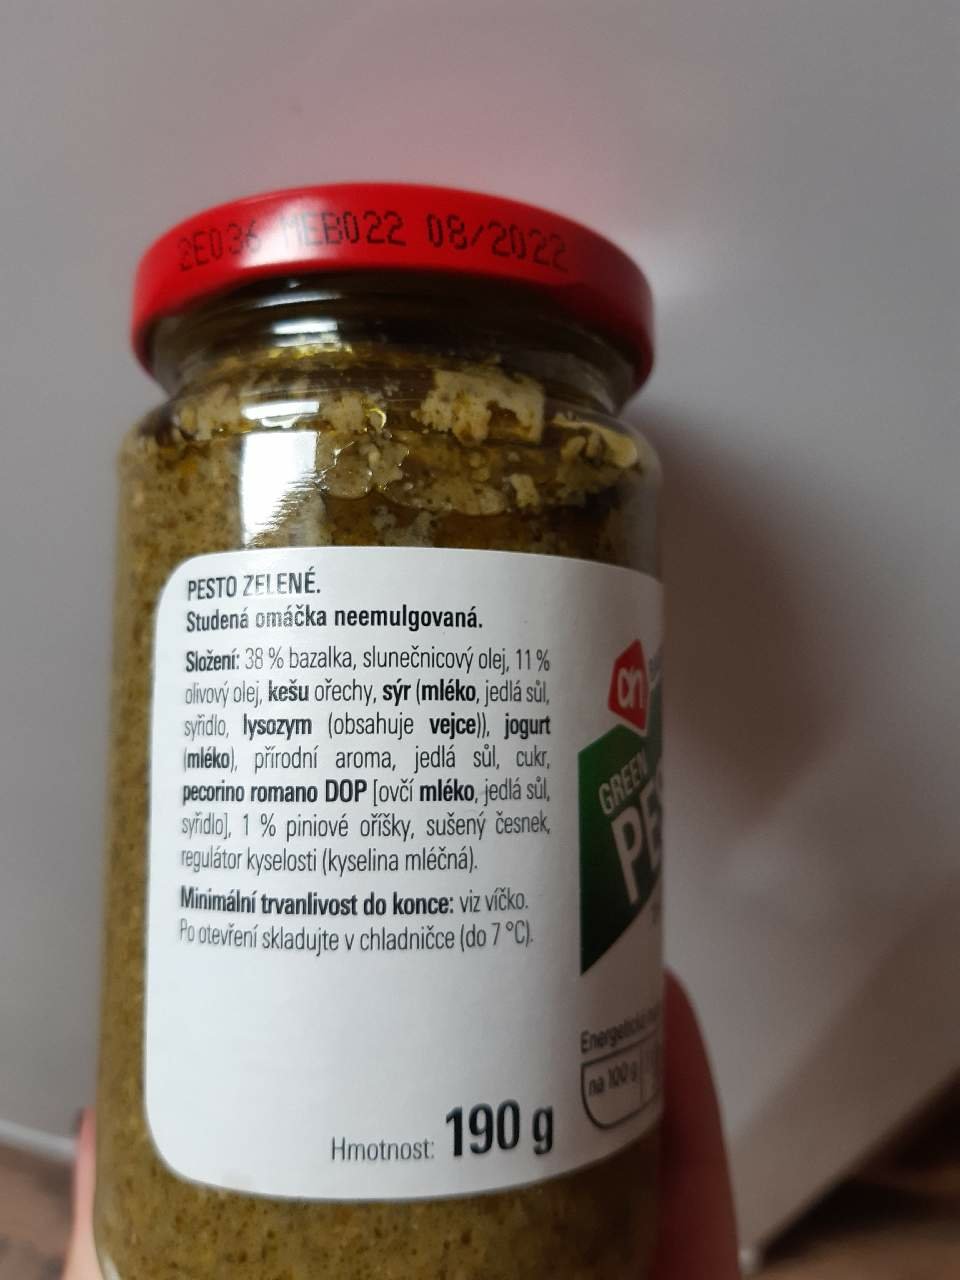 2E036 MEB022 08/2022
PESTO ZELENÉ.
Studená omáčka neemulgovaná.
Složení: 38 % bazalka, slunečnicový olej, 11 %
olivový olej, kešu ořechy, sýr (mléko, jedlá sůl,
syřidlo, lysozym (obsahuje vejce)), jogurt
(mléko), přírodní aroma, jedlá sůl, cukr,
pecorino romano DOP [ovčí mléko, jedlá sůl,
syřidlo], 1 % piniové oříšky, sušený česnek,
regulátor kyselosti (kyselina mléčná).
Minimální trvanlivost do konce: viz víčko.
Po otevření skladujte v chladničce (do 7 °C).
Hmotnost: 190 g
GREEN
na 100 g